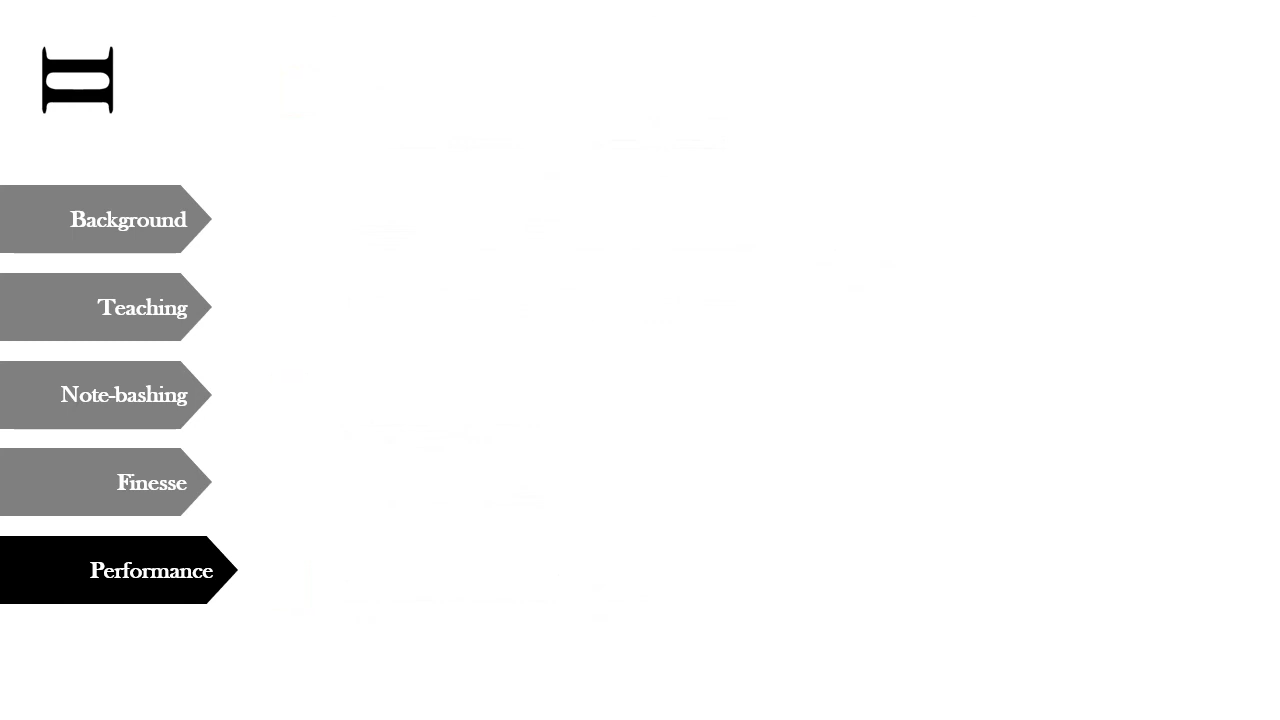 Background
Teaching
Note-bashing
Finesse
Performance